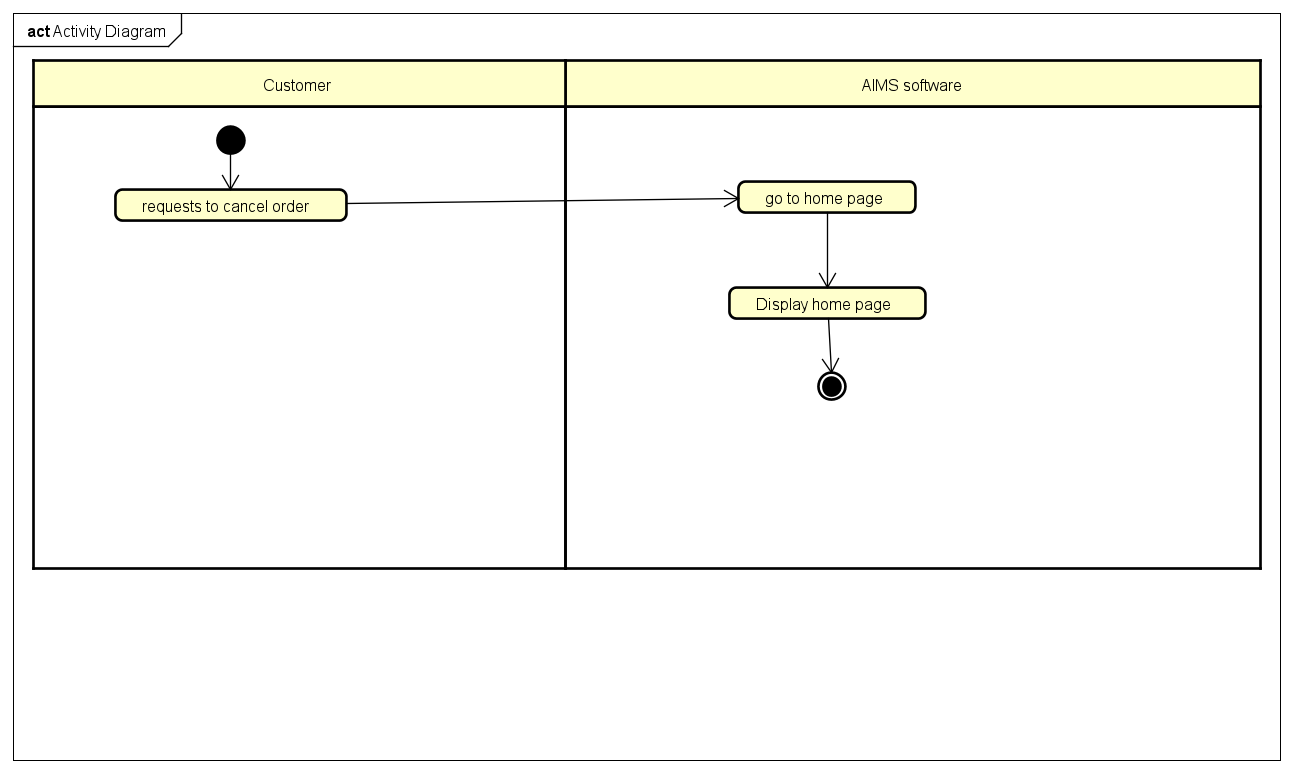 act Activity Diagram
Customer
AIMS software
requests to cancel order
go to home page
Display home page